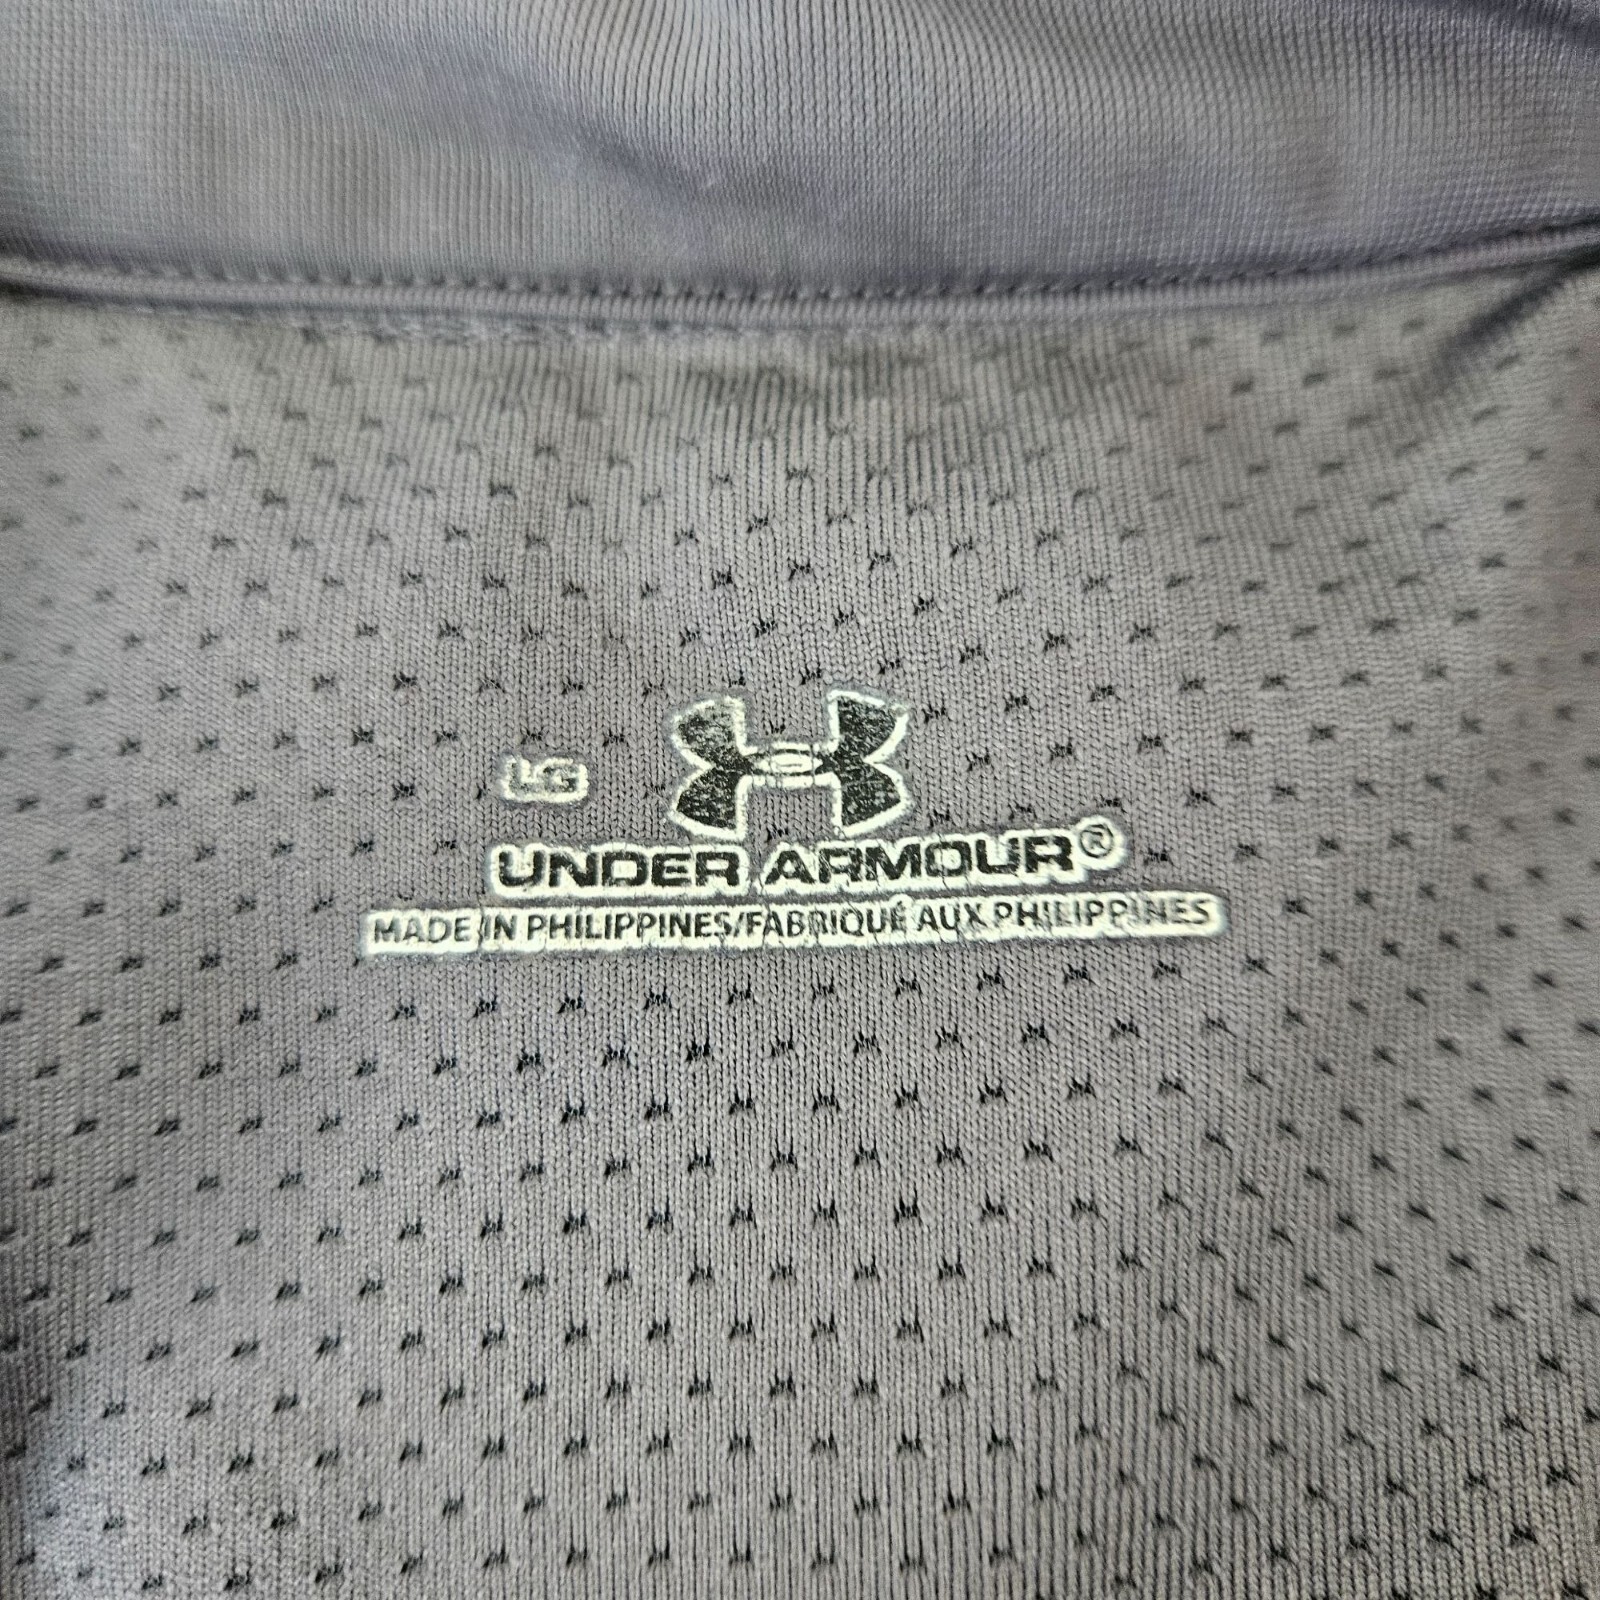 LG
UNDER ARMOUR®
MADE IN PHILIPPINES/FABRIQUÉ AUX PHILIPPINES